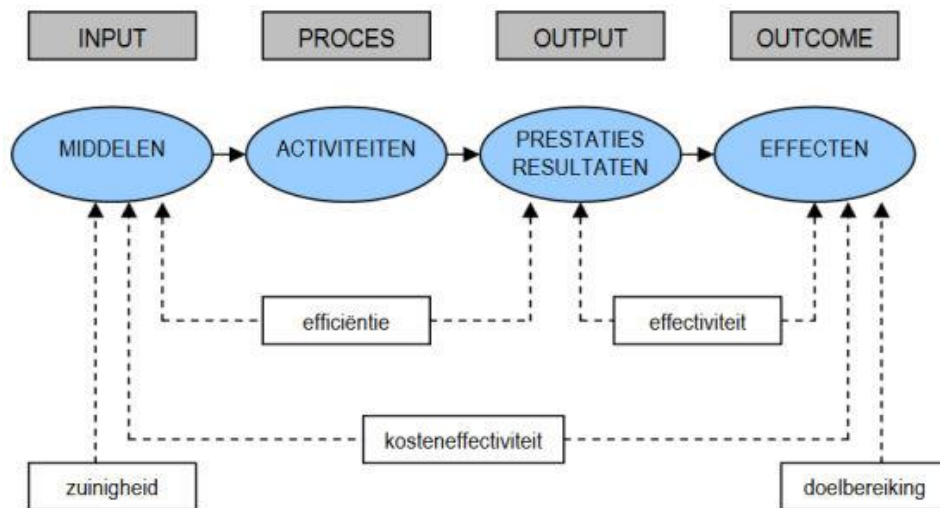 INPUT
PROCES
OUTPUT
OUTCOME
MIDDELEN
ACTIVITEITEN
PRESTATIES
RESULTATEN
EFFECTEN
efficiëntie
effectiviteit
kosteneffectiviteit
zuinigheid
doelbereiking